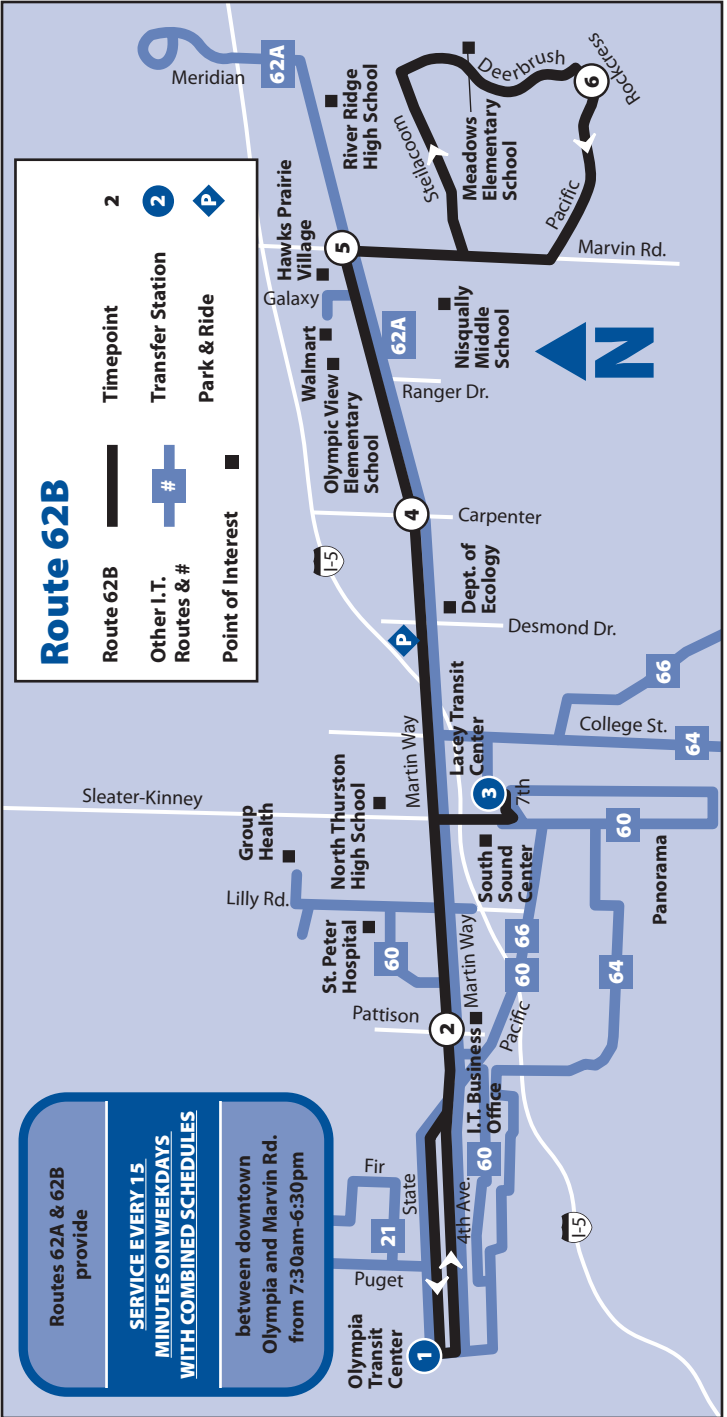 Routes 62A & 62B
provide
SERVICE EVERY 15
MINUTES ON WEEKDAYS
WITH COMBINED SCHEDULES
between downtown
Olympia and Marvin Rd.
from 7:30am-6:30pm
Route 62B
Route 62B
Timepoint
2
Other I.T.
Routes & #
#
Transfer Station
2
Point of Interest
Park & Ride
P
Meridian
62A
River Ridge
High School
Hawks Prairie
Village
5
Galaxy
Walmart
Olympic View
Elementary
School
62A
Ranger Dr.
Nisqually
Middle
School
Steilacoom
Meadows
Elementary
School
Deerbrush
6
Rockcress
Pacific
Marvin Rd.
N
4
Carpenter
I-5
Dept. of
Ecology
Desmond Dr.
P
Martin Way
Lacey Transit
Center
3
7th
College St.
66
64
Sleater-Kinney
Group
Health
North Thurston
High School
Lilly Rd.
St. Peter
Hospital
60
South
Sound
Center
60
Panorama
Pattison
2
Martin Way
I.T. Business
Office
Pacific
60
66
64
Fir
21
Puget
State
4th Ave.
60
I-5
Olympia
Transit
Center
1